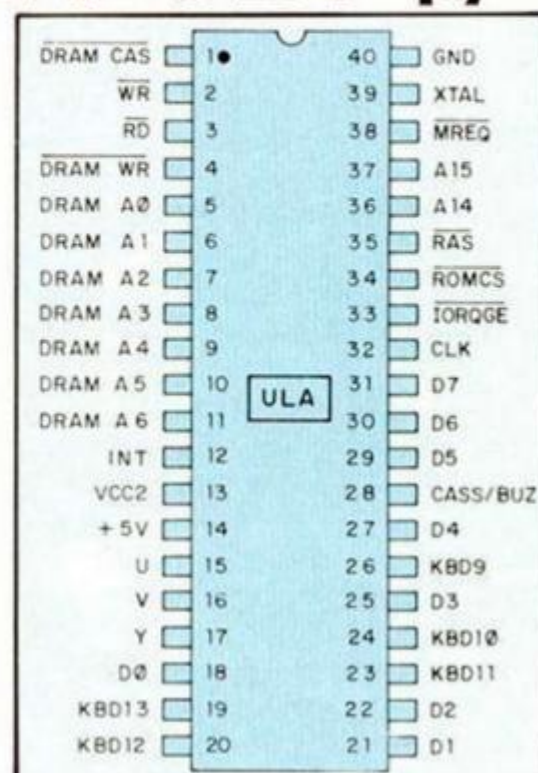 DRAM CAS 1● 40 GND
WR 2 39 XTAL
RD 3 38 MREQ
DRAM WR 4 37 A15
DRAM A0 5 36 A14
DRAM A1 6 35 RAS
DRAM A2 7 34 ROMCS
DRAM A3 8 33 IORQGE
DRAM A4 9 32 CLK
DRAM A5 10 31 D7
ULA
DRAM A6 11 30 D6
INT 12 29 D5
VCC2 13 28 CASS/BUZ
+5V 14 27 D4
U 15 26 KBD9
V 16 25 D3
Y 17 24 KBD10
D0 18 23 KBD11
KBD13 19 22 D2
KBD12 20 21 D1